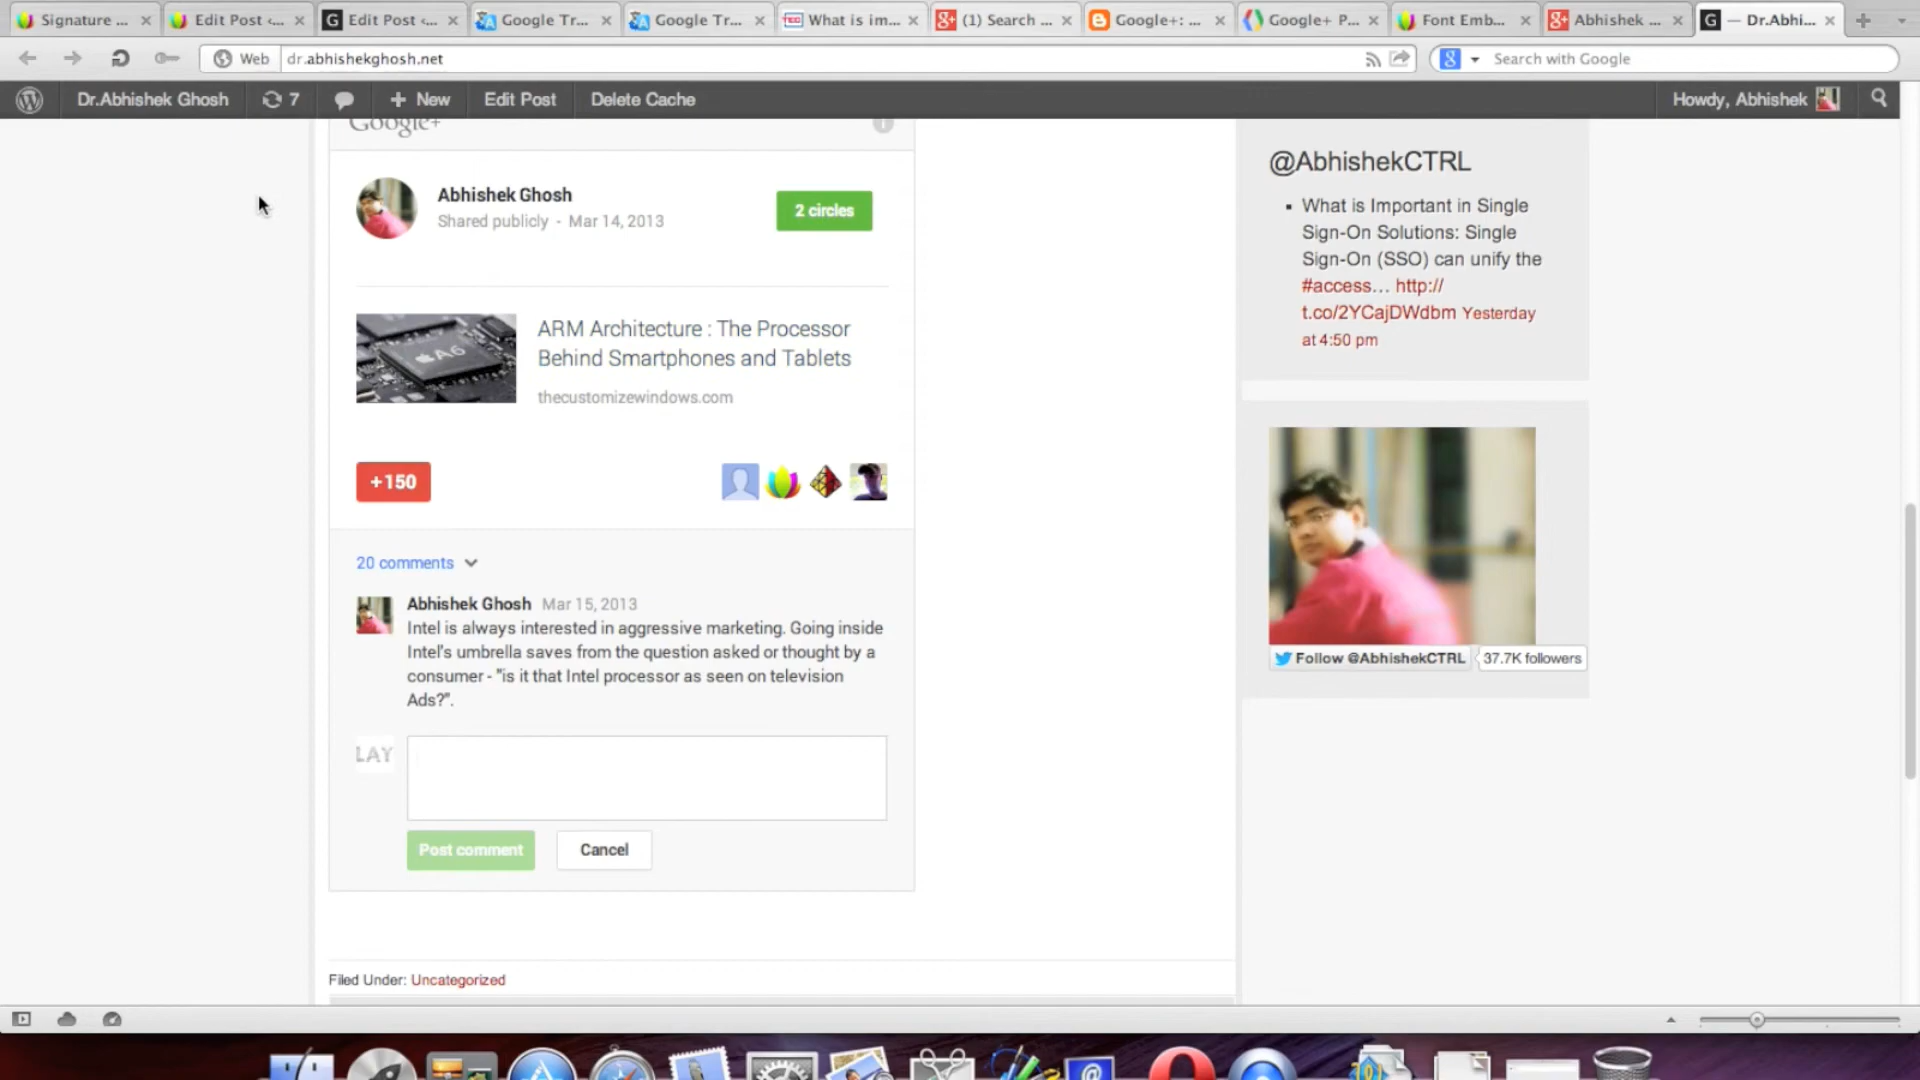 Signature ...
Edit Post ‹...
Edit Post ‹...
Google Tr...
Google Tr...
What is im...
(1) Search ...
Google+: ...
Google+ P...
Font Emb...
Abhishek ...
— Dr.Abhi...
Web
dr.abhishekghosh.net
Search with Google
Dr.Abhishek Ghosh
7
+ New
Edit Post
Delete Cache
Howdy, Abhishek
Google+
Abhishek Ghosh
Shared publicly - Mar 14, 2013
2 circles
A6
ARM Architecture : The Processor
Behind Smartphones and Tablets
thecustomizewindows.com
+150
20 comments
Abhishek Ghosh Mar 15, 2013
Intel is always interested in aggressive marketing. Going inside
Intel's umbrella saves from the question asked or thought by a
consumer - "is it that Intel processor as seen on television
Ads?".
LAY
Post comment
Cancel
Filed Under: Uncategorized
@AbhishekCTRL
What is Important in Single
Sign-On Solutions: Single
Sign-On (SSO) can unify the
#access... http://
t.co/2YCajDWdbm Yesterday
at 4:50 pm
Follow @AbhishekCTRL
37.7K followers